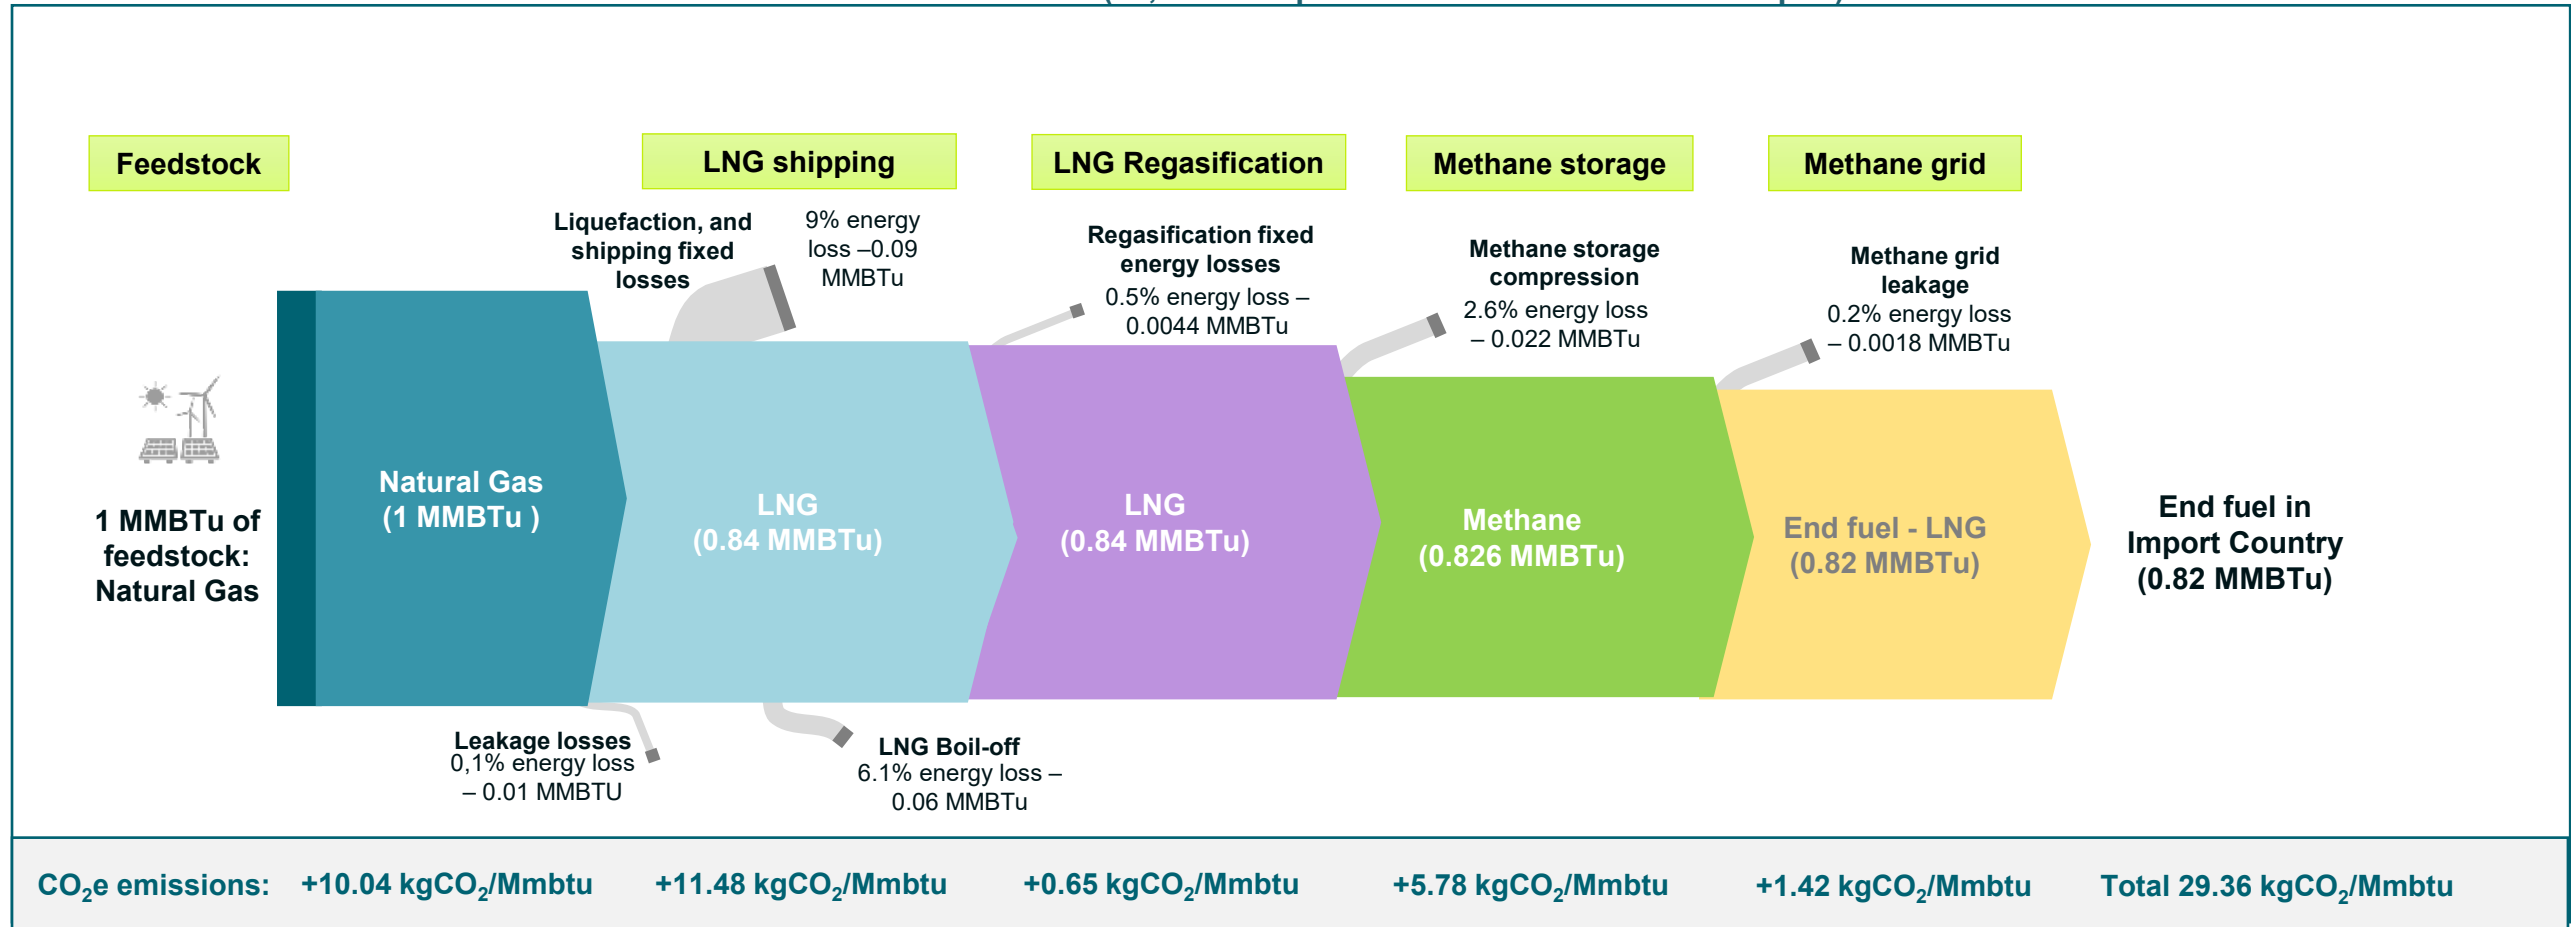 Feedstock
LNG shipping
LNG Regasification
Methane storage
Methane grid
Liquefaction, and
shipping fixed
losses
9% energy
loss –0.09
MMBTu
Regasification fixed
energy losses
0.5% energy loss –
0.0044 MMBTu
Methane storage
compression
2.6% energy loss
– 0.022 MMBTu
Methane grid
leakage
0.2% energy loss
– 0.0018 MMBTu
1 MMBTu of
feedstock:
Natural Gas
Natural Gas
(1 MMBTu )
LNG
(0.84 MMBTu)
LNG
(0.84 MMBTu)
Methane
(0.826 MMBTu)
End fuel - LNG
(0.82 MMBTu)
End fuel in
Import Country
(0.82 MMBTu)
Leakage losses
0,1% energy loss
– 0.01 MMBTU
LNG Boil-off
6.1% energy loss –
0.06 MMBTu
CO₂e emissions: +10.04 kgCO₂/Mmbtu +11.48 kgCO₂/Mmbtu +0.65 kgCO₂/Mmbtu +5.78 kgCO₂/Mmbtu +1.42 kgCO₂/Mmbtu Total 29.36 kgCO₂/Mmbtu